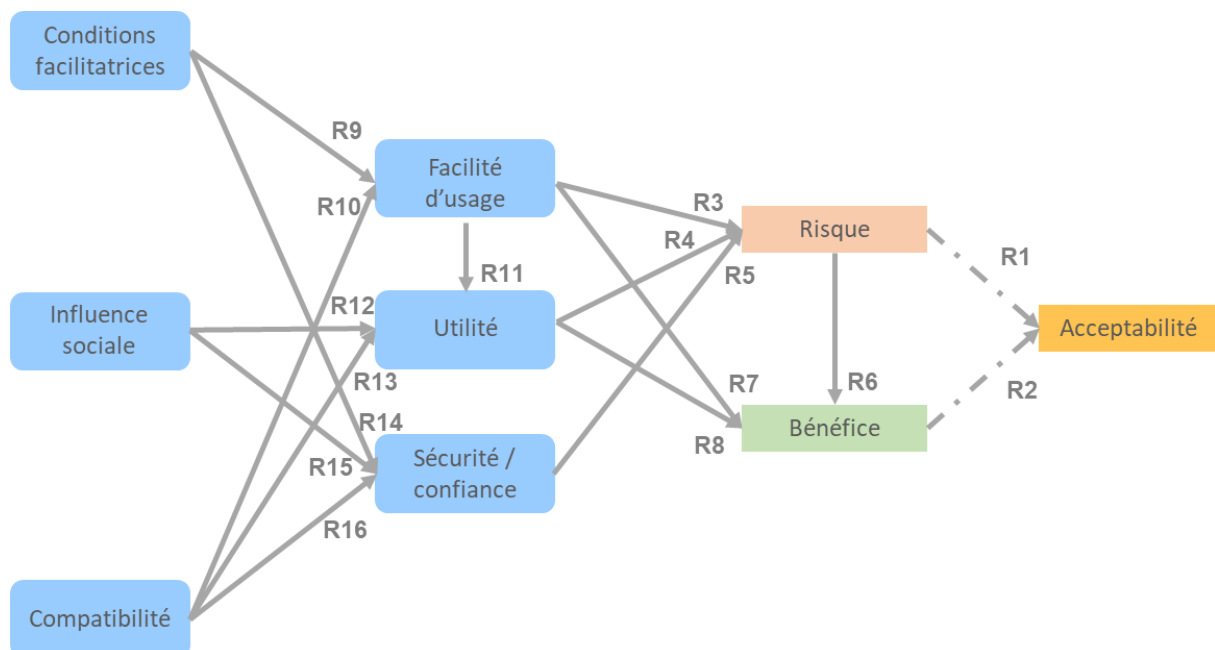 Conditions
facilitatrices
R9
Facilité
d’usage
R10
R3
Risque
R4
R1
R5
R11
Influence
sociale
R12
Utilité
Acceptabilité
R13
R7
R6
R2
Bénéfice
R14
R8
Sécurité /
confiance
R15
R16
Compatibilité